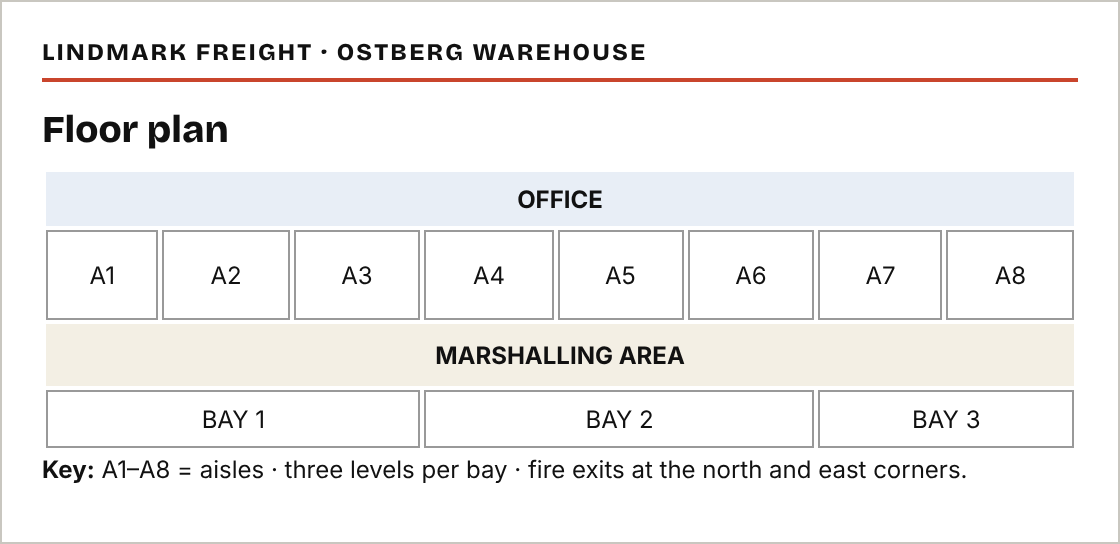 LINDMARK FREIGHT · OSTBERG WAREHOUSE
Floor plan
OFFICE
A1 A2 A3 A4 A5 A6 A7 A8
MARSHALLING AREA
BAY 1 BAY 2 BAY 3
Key: A1–A8 = aisles · three levels per bay · fire exits at the north and east corners.